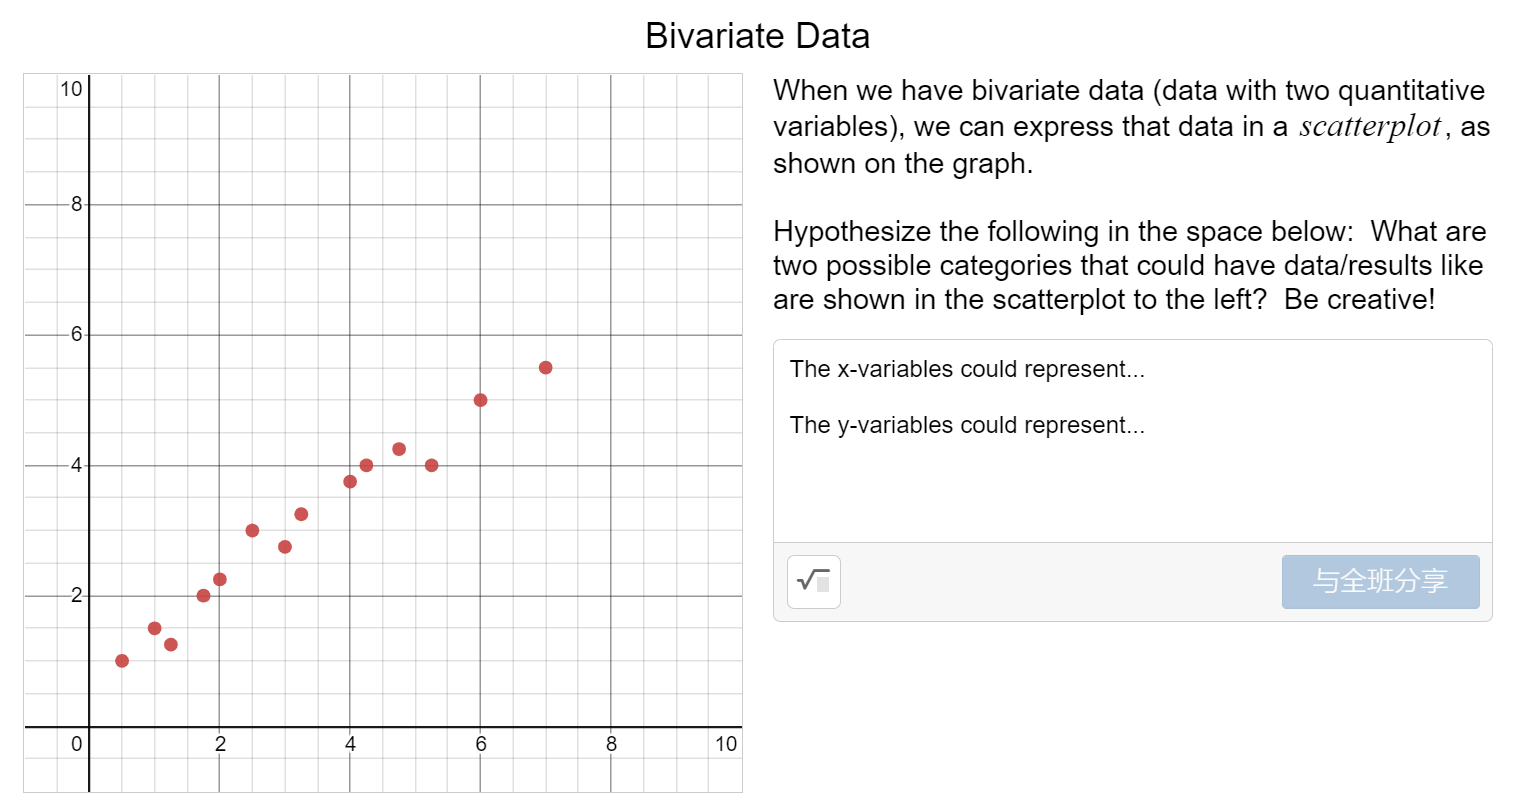 Bivariate Data
10
8
6
4
2
0 2 4 6 8 10
When we have bivariate data (data with two quantitative
variables), we can express that data in a scatterplot, as
shown on the graph.
Hypothesize the following in the space below:  What are
two possible categories that could have data/results like
are shown in the scatterplot to the left?  Be creative!
The x-variables could represent...
The y-variables could represent...
√
与全班分享